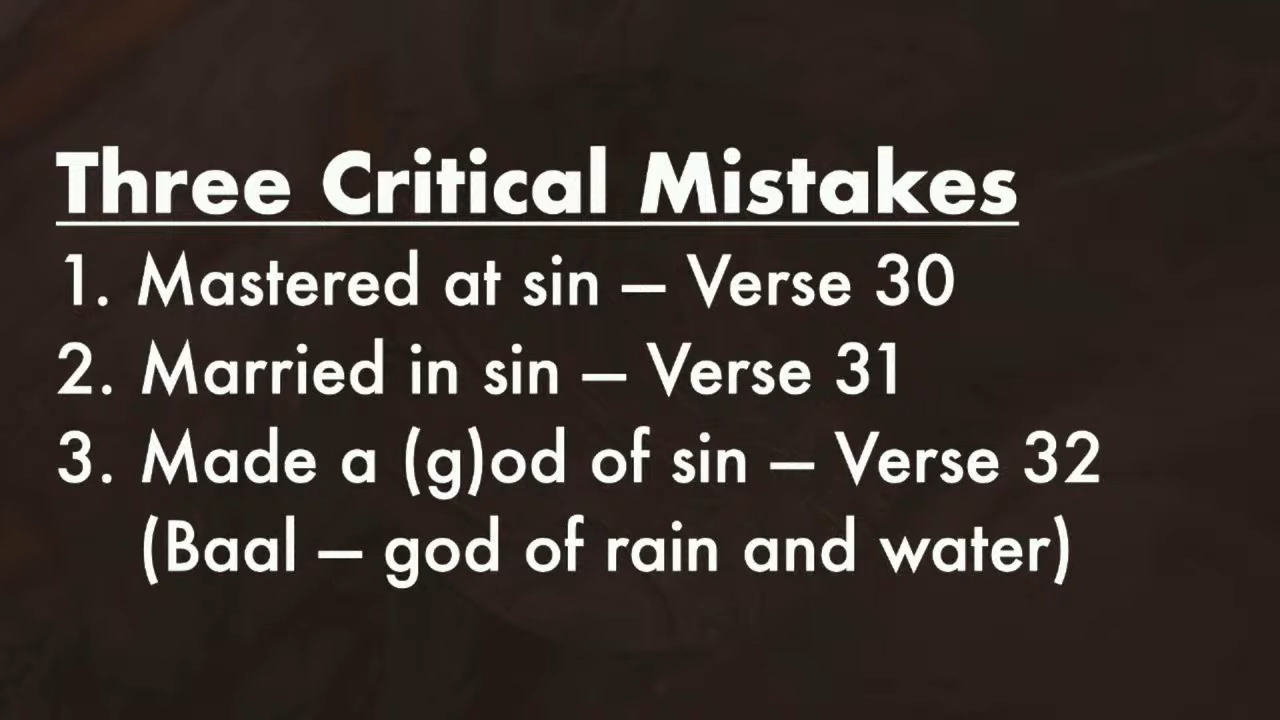 Three Critical Mistakes
1. Mastered at sin – Verse 30
2. Married in sin – Verse 31
3. Made a (g)od of sin – Verse 32
(Baal – god of rain and water)